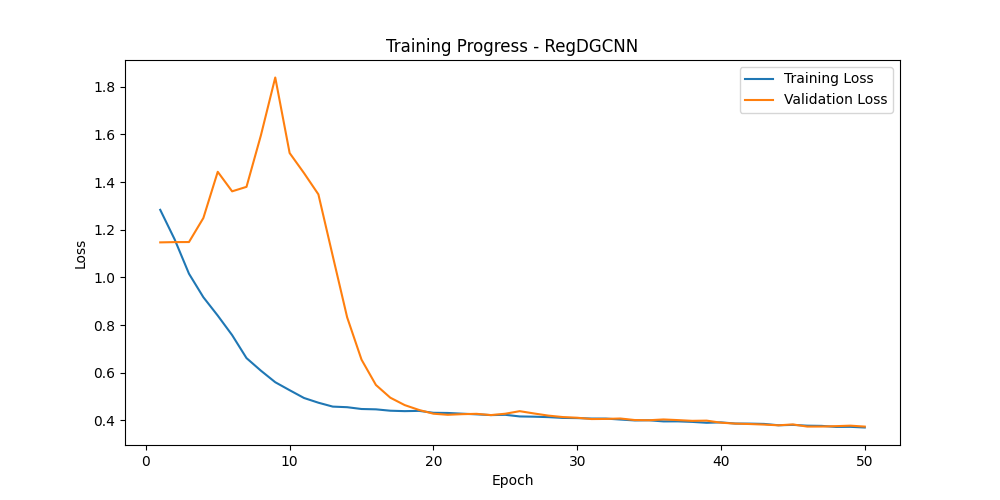 Training Progress - RegDGCNN
Training Loss
Validation Loss
1.8
1.6
1.4
1.2
1.0
0.8
0.6
0.4
Loss
0 10 20 30 40 50
Epoch